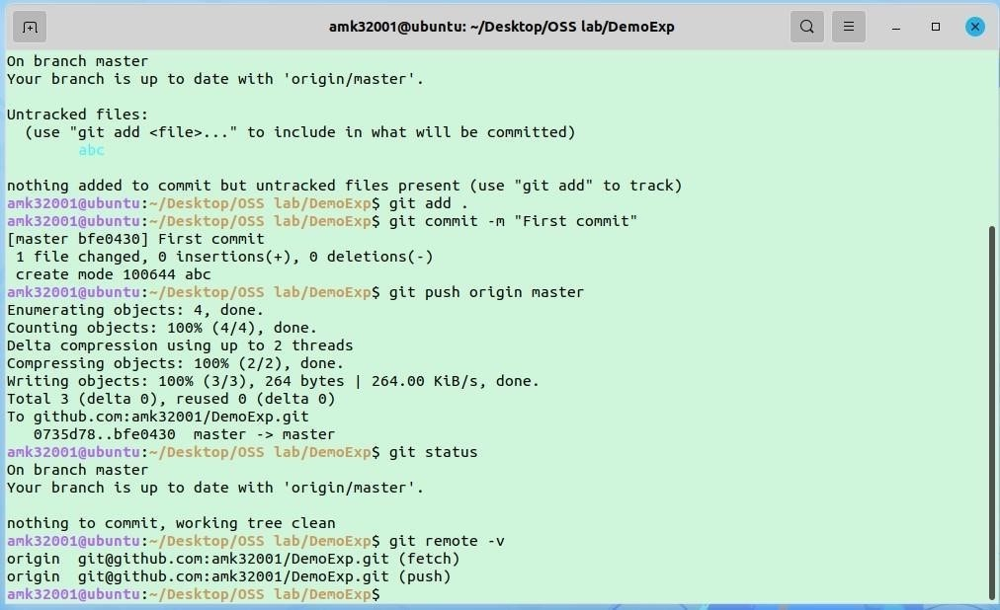 amk32001@ubuntu: ~/Desktop/OSS lab/DemoExp
On branch master
Your branch is up to date with 'origin/master'.
Untracked files:
  (use "git add <file>..." to include in what will be committed)
        abc
nothing added to commit but untracked files present (use "git add" to track)
amk32001@ubuntu:~/Desktop/OSS lab/DemoExp$ git add .
amk32001@ubuntu:~/Desktop/OSS lab/DemoExp$ git commit -m "First commit"
[master bfe0430] First commit
 1 file changed, 0 insertions(+), 0 deletions(-)
 create mode 100644 abc
amk32001@ubuntu:~/Desktop/OSS lab/DemoExp$ git push origin master
Enumerating objects: 4, done.
Counting objects: 100% (4/4), done.
Delta compression using up to 2 threads
Compressing objects: 100% (2/2), done.
Writing objects: 100% (3/3), 264 bytes | 264.00 KiB/s, done.
Total 3 (delta 0), reused 0 (delta 0)
To github.com:amk32001/DemoExp.git
   0735d78..bfe0430  master -> master
amk32001@ubuntu:~/Desktop/OSS lab/DemoExp$ git status
On branch master
Your branch is up to date with 'origin/master'.
nothing to commit, working tree clean
amk32001@ubuntu:~/Desktop/OSS lab/DemoExp$ git remote -v
origin  git@github.com:amk32001/DemoExp.git (fetch)
origin  git@github.com:amk32001/DemoExp.git (push)
amk32001@ubuntu:~/Desktop/OSS lab/DemoExp$